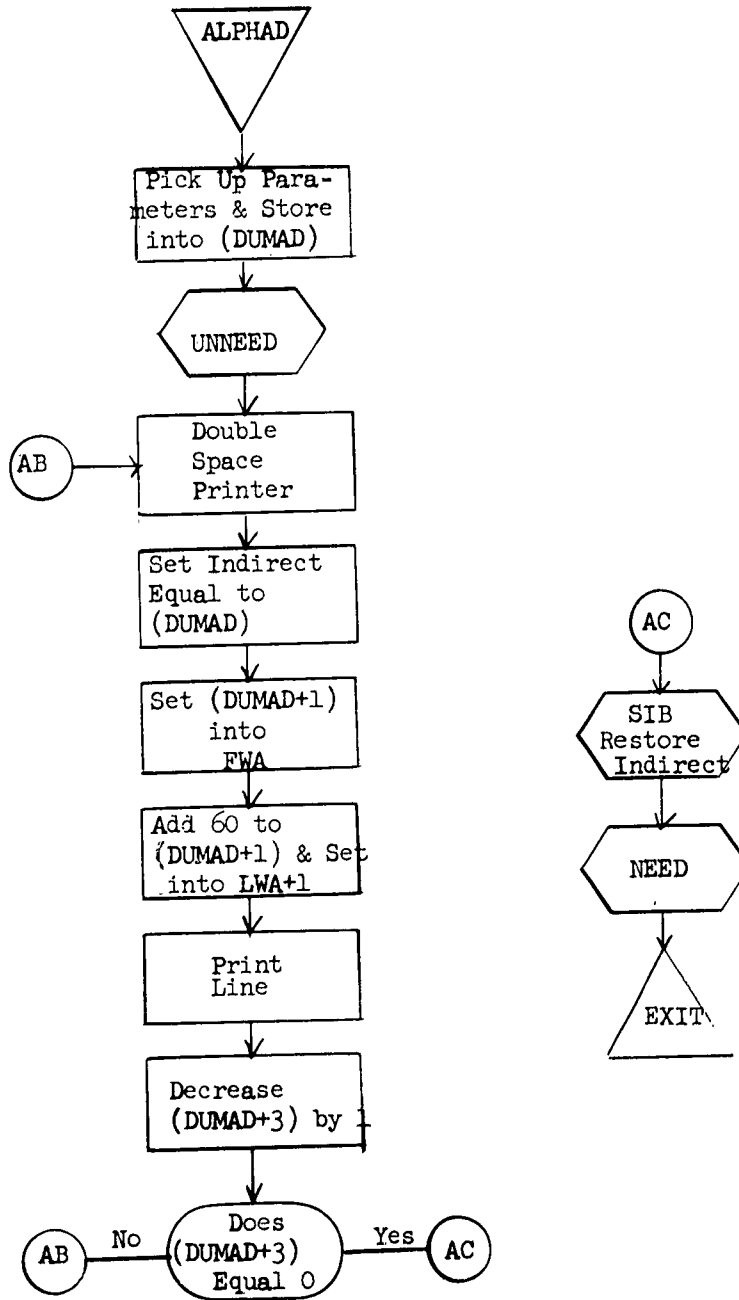 ALPHAD
Pick Up Para-
meters & Store
into (DUMAD)
UNNEED
AB
Double
Space
Printer
Set Indirect
Equal to
(DUMAD)
Set (DUMAD+1)
into
FWA
Add 60 to
(DUMAD+1) & Set
into LWA+1
Print
Line
Decrease
(DUMAD+3) by 1
Does
(DUMAD+3)
Equal 0
No
AB
Yes
AC
AC
SIB
Restore
Indirect
NEED
EXIT